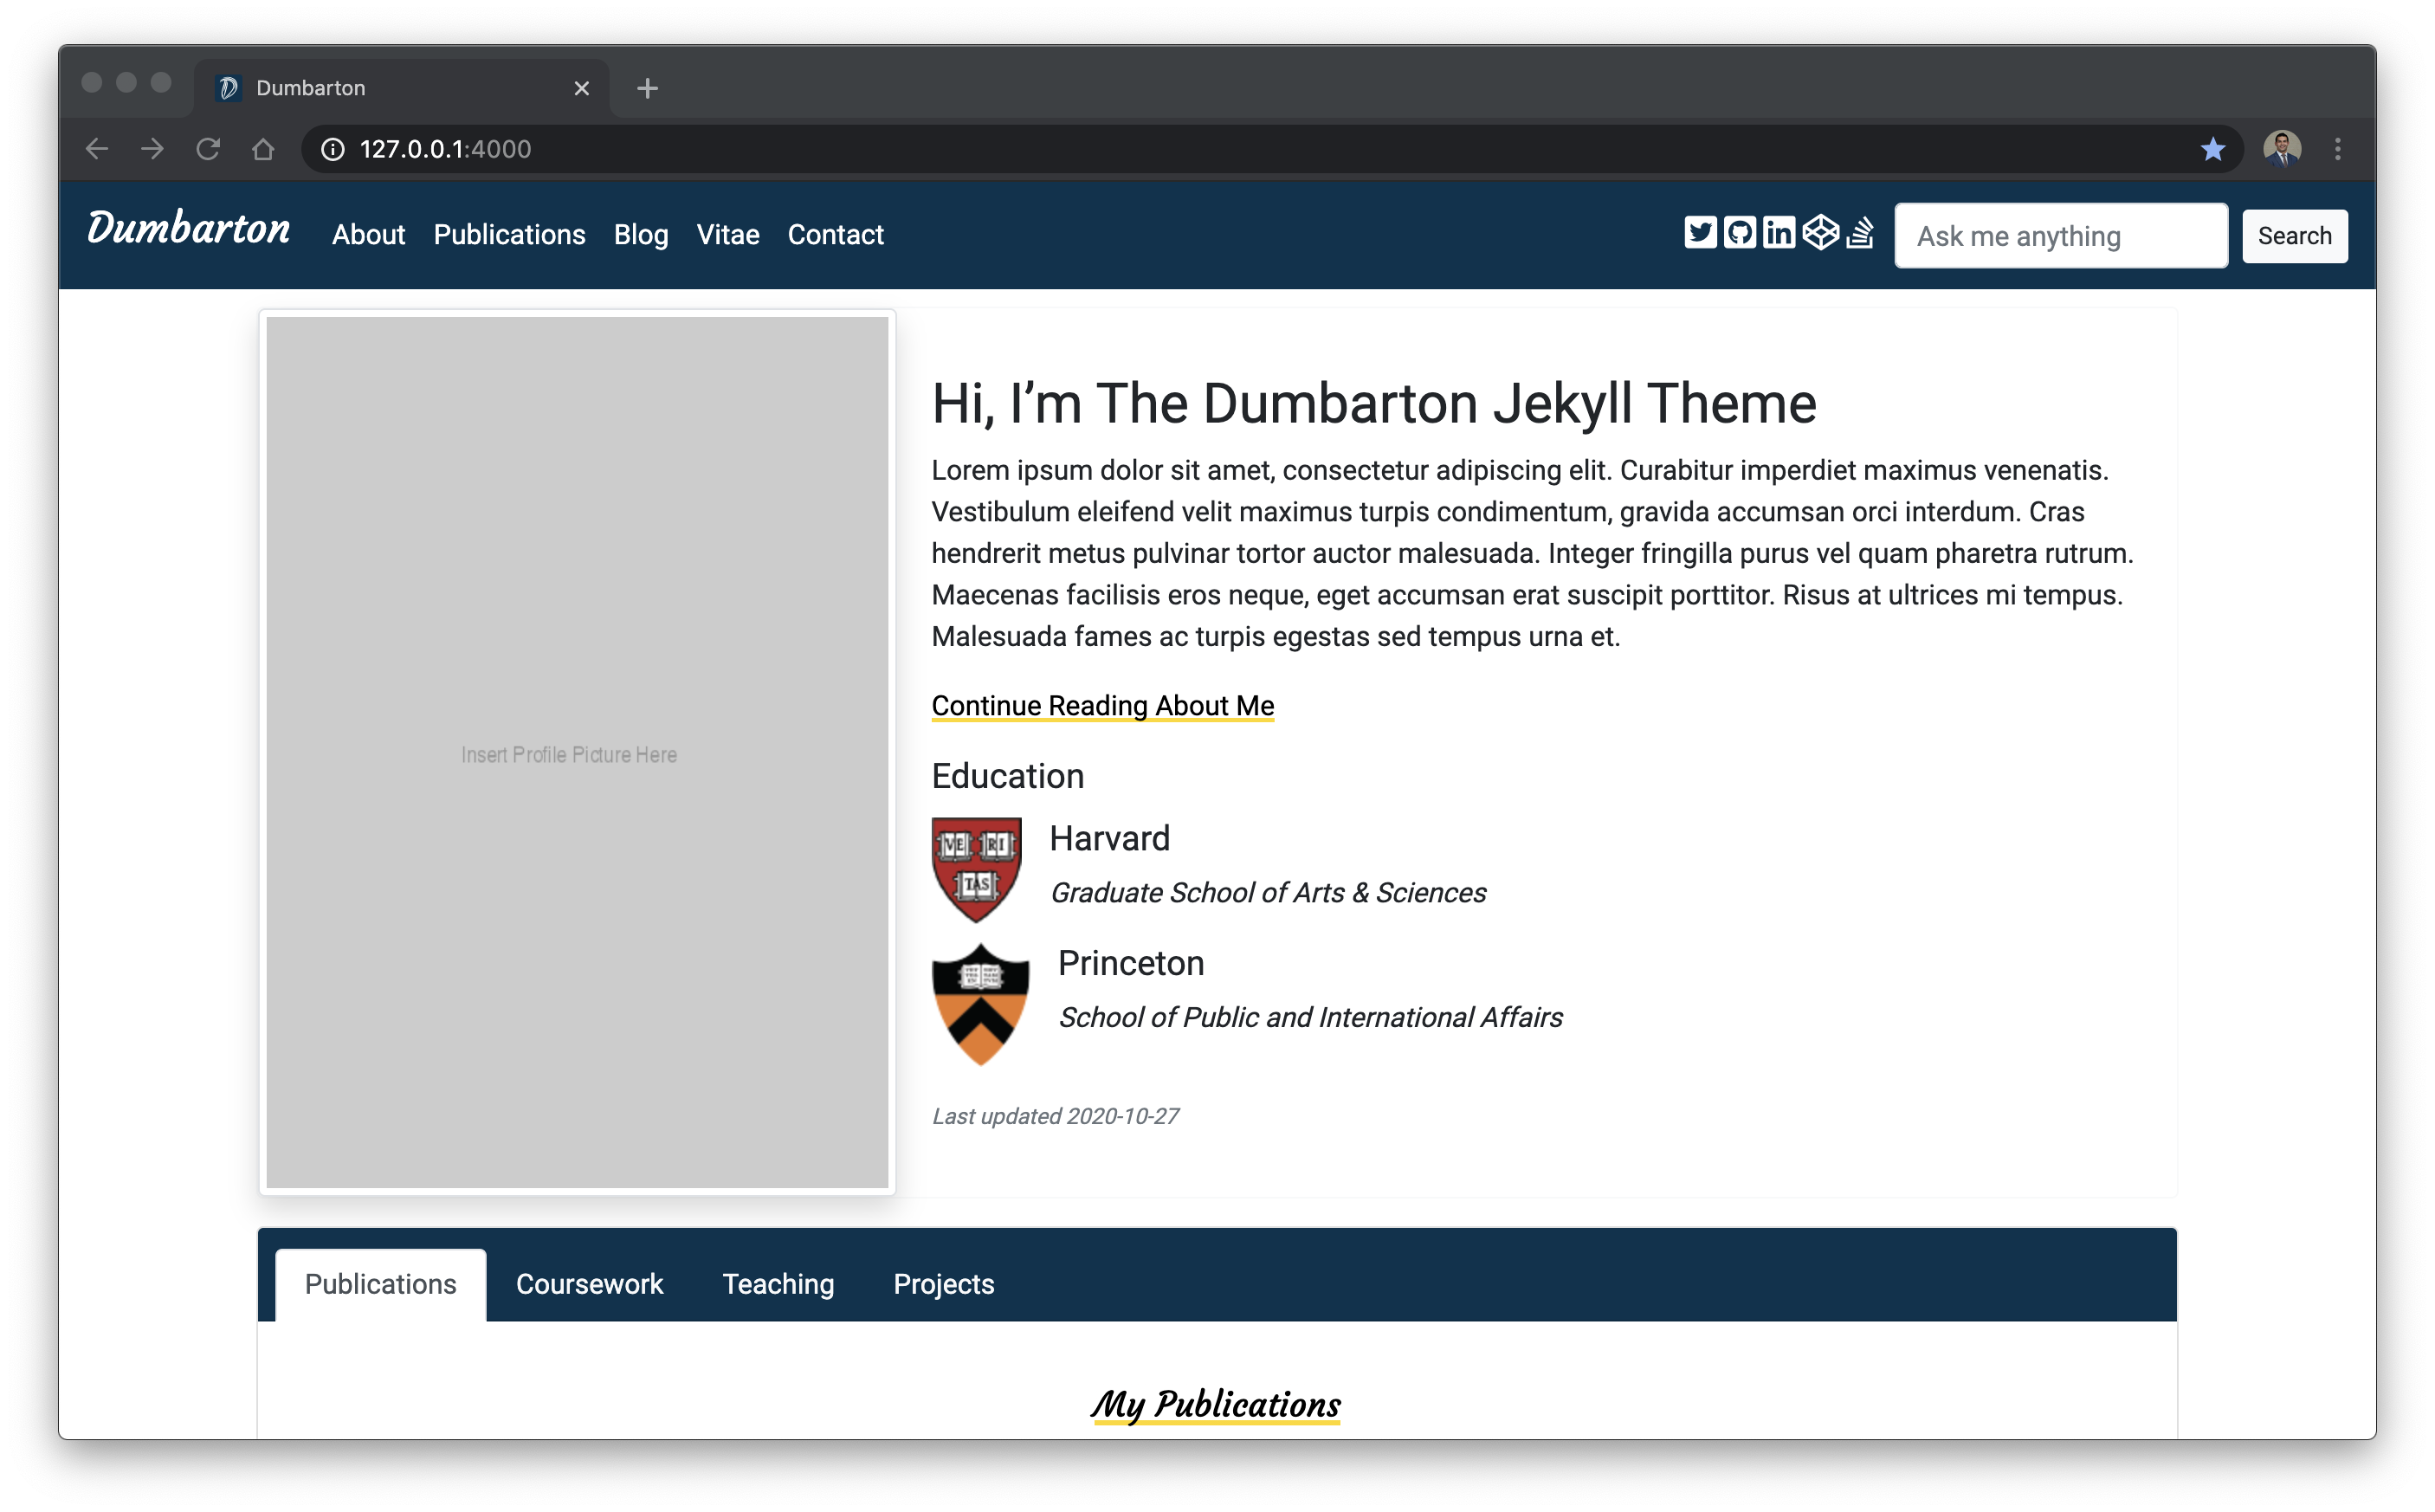 Dumbarton
127.0.0.1:4000
Dumbarton
About Publications Blog Vitae Contact
Ask me anything
Search
Insert Profile Picture Here
Hi, I’m The Dumbarton Jekyll Theme
Lorem ipsum dolor sit amet, consectetur adipiscing elit. Curabitur imperdiet maximus venenatis.
Vestibulum eleifend velit maximus turpis condimentum, gravida accumsan orci interdum. Cras
hendrerit metus pulvinar tortor auctor malesuada. Integer fringilla purus vel quam pharetra rutrum.
Maecenas facilisis eros neque, eget accumsan erat suscipit porttitor. Risus at ultrices mi tempus.
Malesuada fames ac turpis egestas sed tempus urna et.
Continue Reading About Me
Education
VE RI
TAS
Harvard
Graduate School of Arts & Sciences
Princeton
School of Public and International Affairs
Last updated 2020-10-27
Publications Coursework Teaching Projects
My Publications